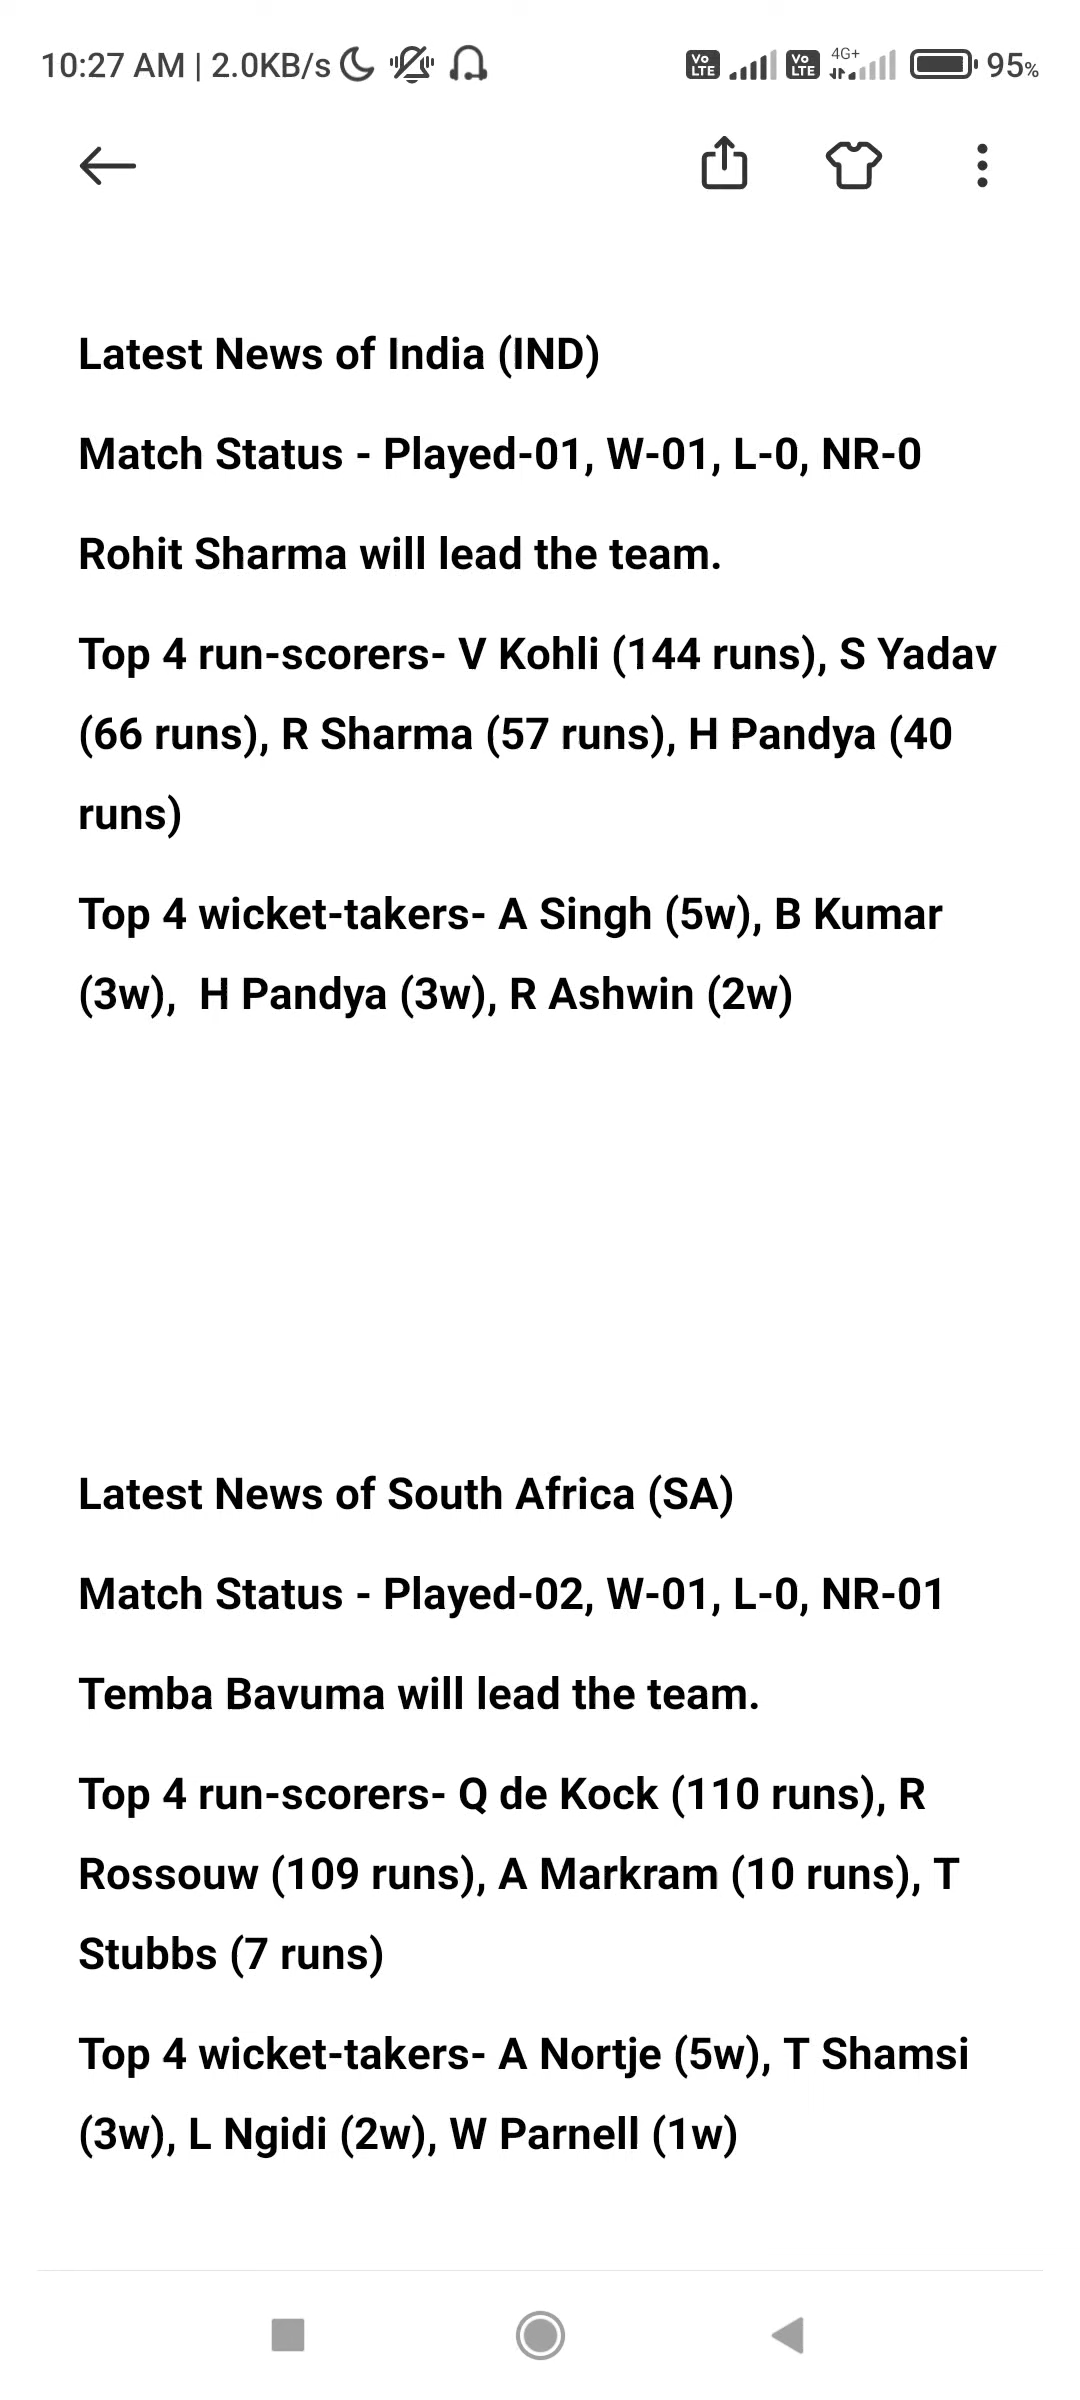 10:27 AM | 2.0KB/s Vo LTE Vo LTE 4G+ 95%
Latest News of India (IND)
Match Status - Played-01, W-01, L-0, NR-0
Rohit Sharma will lead the team.
Top 4 run-scorers- V Kohli (144 runs), S Yadav
(66 runs), R Sharma (57 runs), H Pandya (40
runs)
Top 4 wicket-takers- A Singh (5w), B Kumar
(3w),  H Pandya (3w), R Ashwin (2w)
Latest News of South Africa (SA)
Match Status - Played-02, W-01, L-0, NR-01
Temba Bavuma will lead the team.
Top 4 run-scorers- Q de Kock (110 runs), R
Rossouw (109 runs), A Markram (10 runs), T
Stubbs (7 runs)
Top 4 wicket-takers- A Nortje (5w), T Shamsi
(3w), L Ngidi (2w), W Parnell (1w)